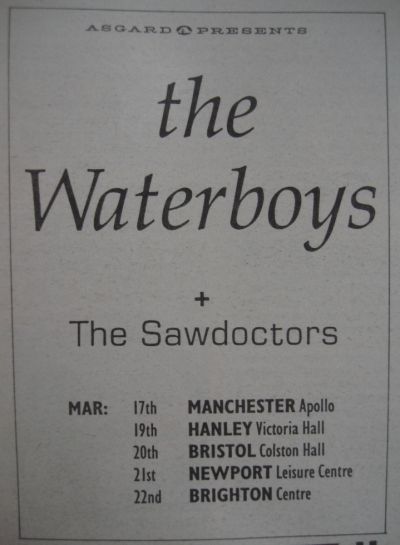 ASGARD PRESENTS
the
Waterboys
+
The Sawdoctors
MAR: 17th MANCHESTER Apollo
19th HANLEY Victoria Hall
20th BRISTOL Colston Hall
21st NEWPORT Leisure Centre
22nd BRIGHTON Centre